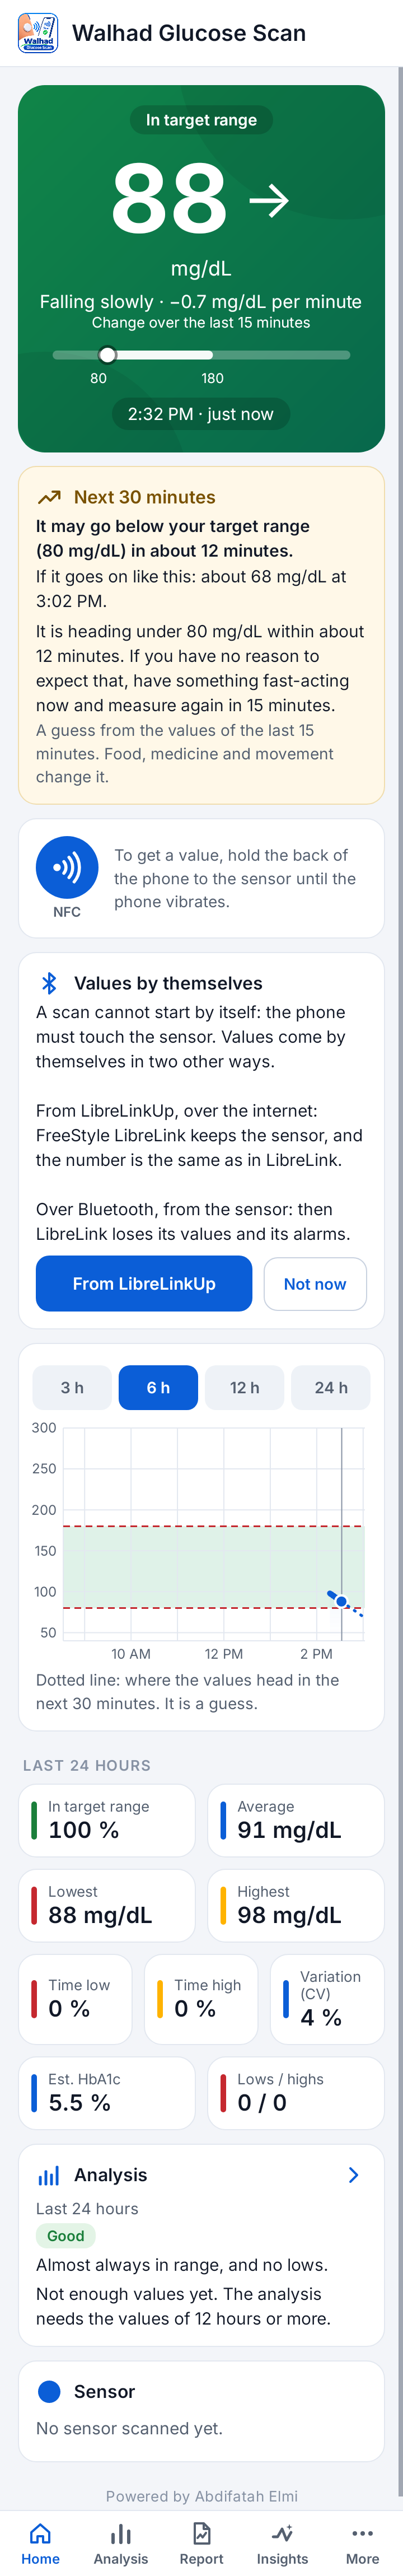 Walhad
Glucose Scan
Walhad Glucose Scan
In target range
88
mg/dL
Falling slowly · −0.7 mg/dL per minute
Change over the last 15 minutes
80
180
2:32 PM · just now
Next 30 minutes
It may go below your target range
(80 mg/dL) in about 12 minutes.
If it goes on like this: about 68 mg/dL at
3:02 PM.
It is heading under 80 mg/dL within about
12 minutes. If you have no reason to
expect that, have something fast-acting
now and measure again in 15 minutes.
A guess from the values of the last 15
minutes. Food, medicine and movement
change it.
NFC
To get a value, hold the back of
the phone to the sensor until the
phone vibrates.
Values by themselves
A scan cannot start by itself: the phone
must touch the sensor. Values come by
themselves in two other ways.
From LibreLinkUp, over the internet:
FreeStyle LibreLink keeps the sensor, and
the number is the same as in LibreLink.
Over Bluetooth, from the sensor: then
LibreLink loses its values and its alarms.
From LibreLinkUp
Not now
3 h
6 h
12 h
24 h
300
250
200
150
100
50
10 AM
12 PM
2 PM
Dotted line: where the values head in the
next 30 minutes. It is a guess.
LAST 24 HOURS
In target range
100 %
Average
91 mg/dL
Lowest
88 mg/dL
Highest
98 mg/dL
Time low
0 %
Time high
0 %
Variation
(CV)
4 %
Est. HbA1c
5.5 %
Lows / highs
0 / 0
Analysis
Last 24 hours
Good
Almost always in range, and no lows.
Not enough values yet. The analysis
needs the values of 12 hours or more.
Sensor
No sensor scanned yet.
Powered by Abdifatah Elmi
Home
Analysis
Report
Insights
More